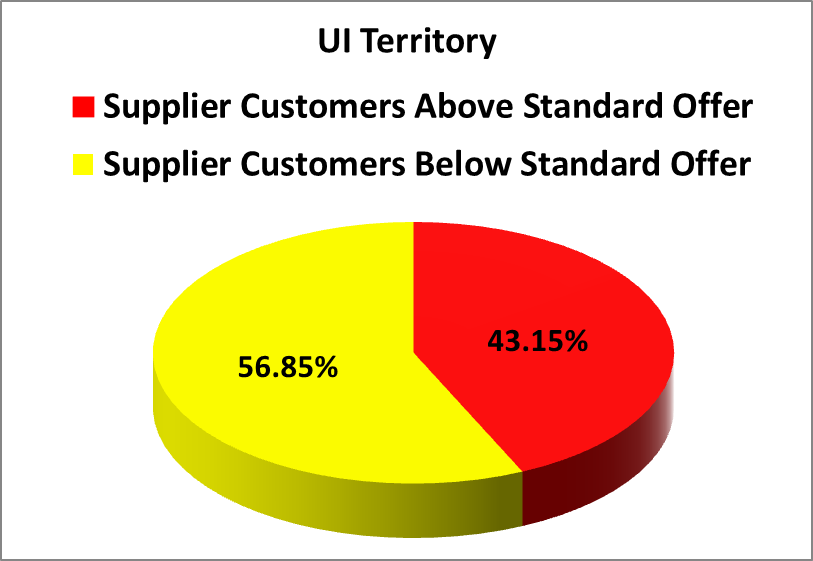 UI Territory
Supplier Customers Above Standard Offer
Supplier Customers Below Standard Offer
43.15%
56.85%